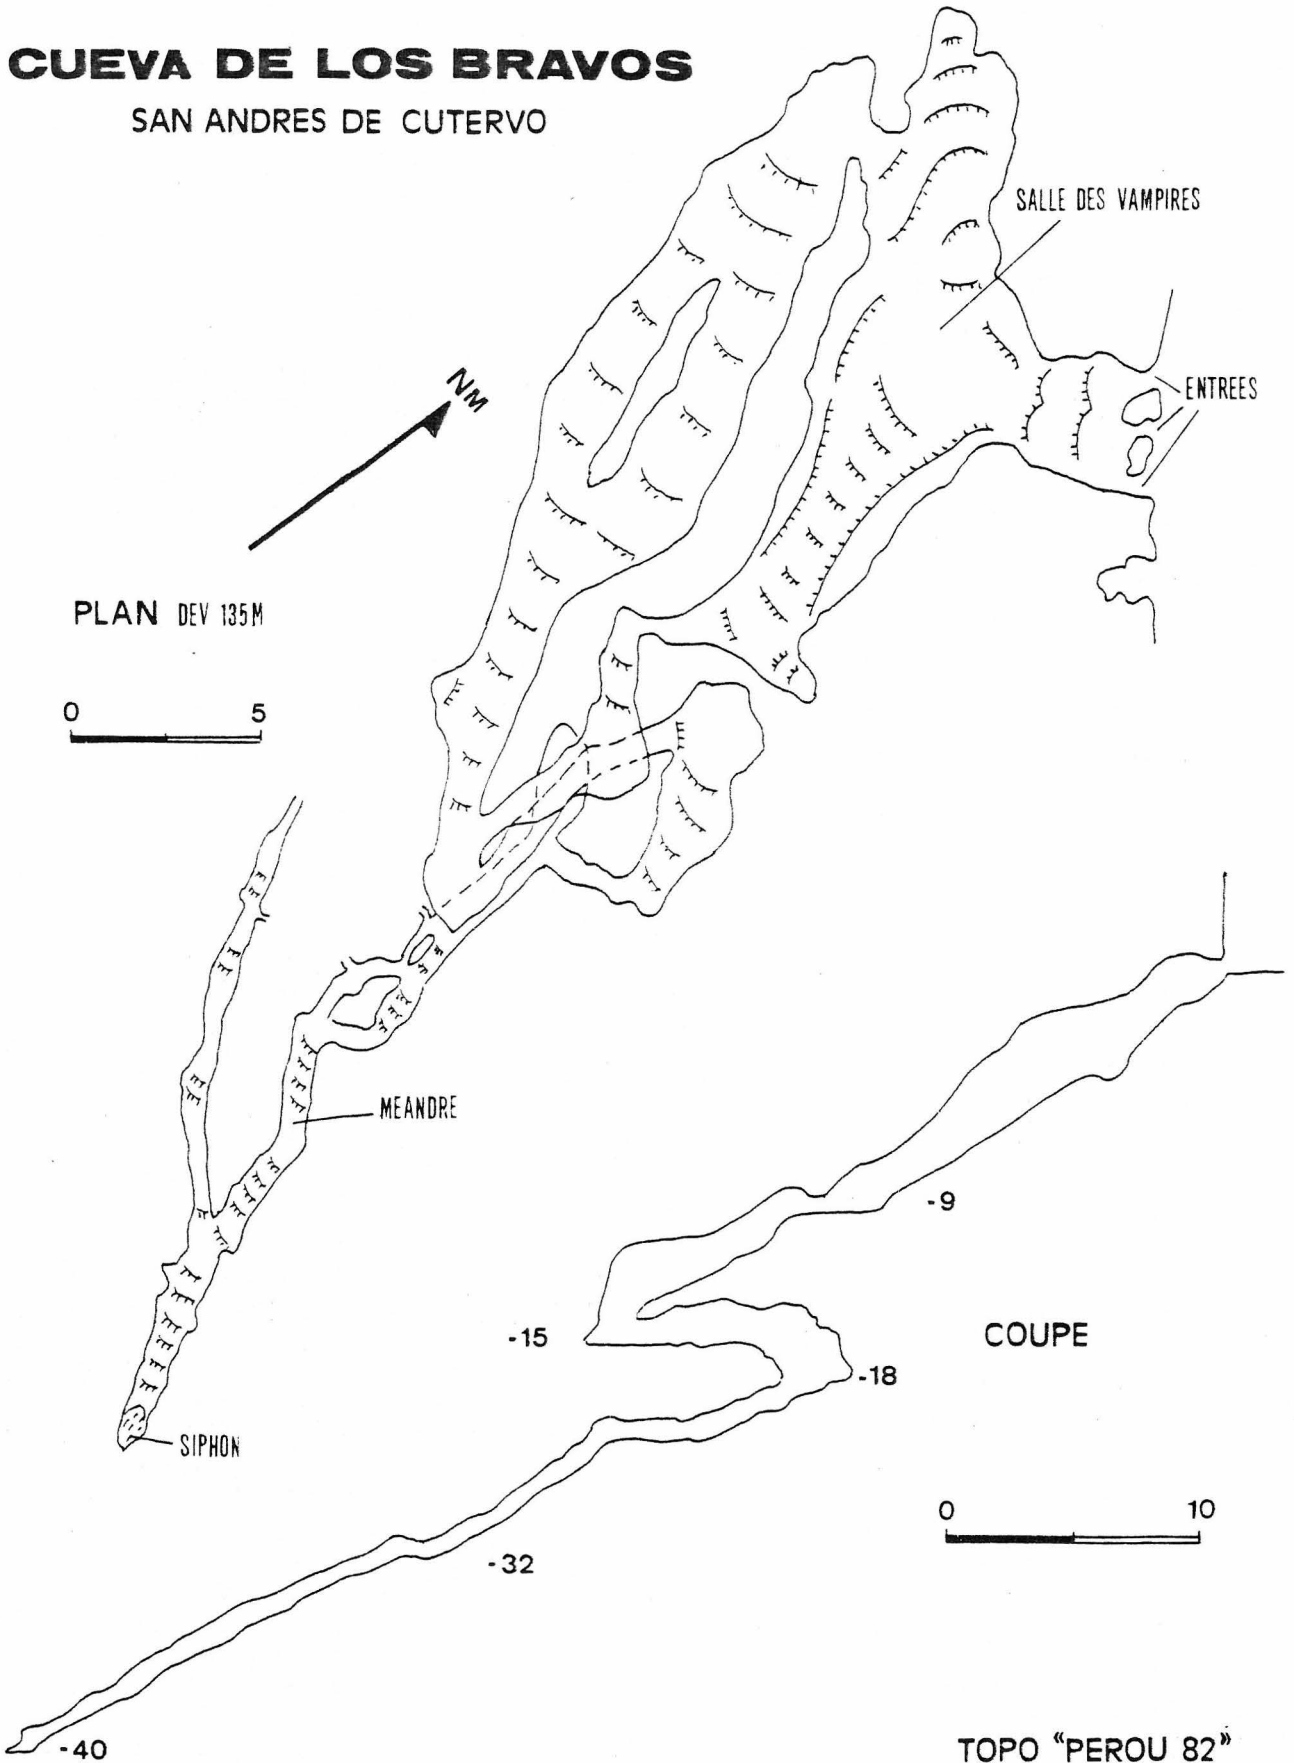 CUEVA DE LOS BRAVOS
SAN ANDRES DE CUTERVO
SALLE DES VAMPIRES
ENTREES
NM
PLAN DEV 135M
0 5
MEANDRE
SIPHON
-9
-15
COUPE
-18
0 10
-32
-40
TOPO "PEROU 82"